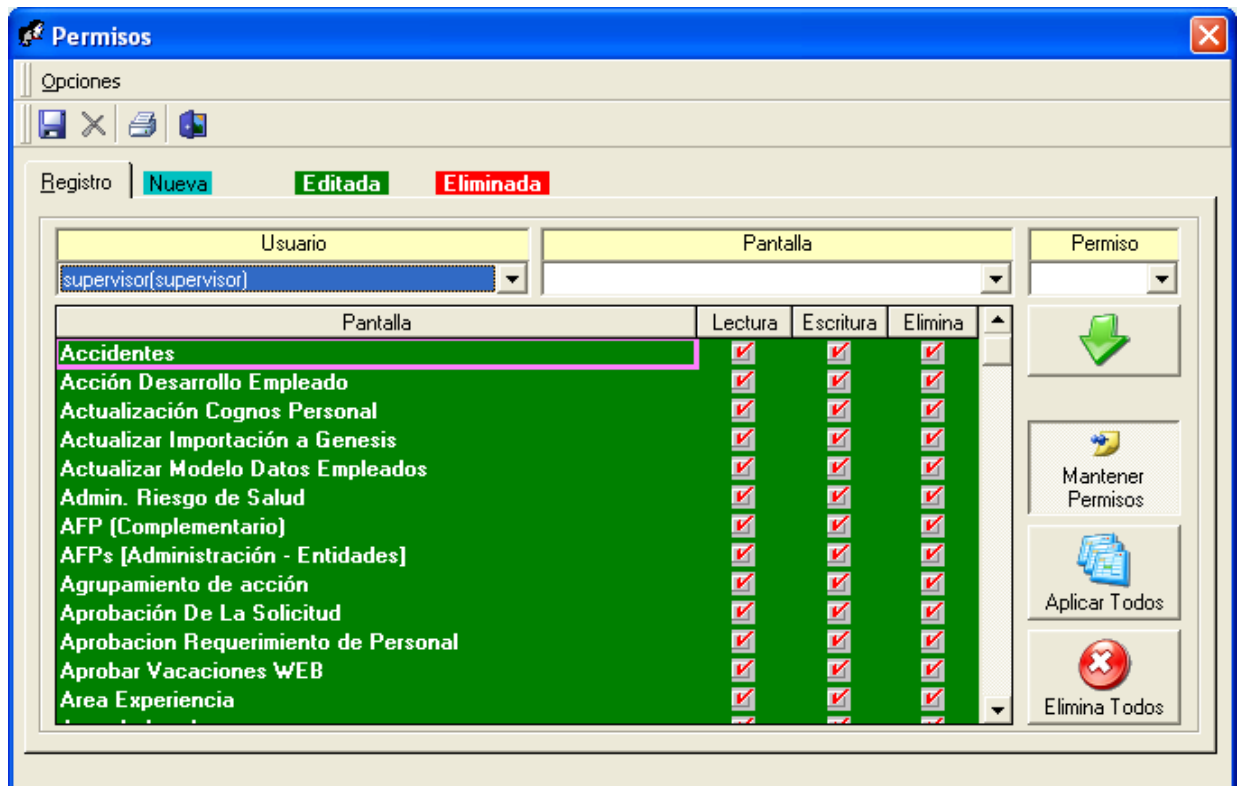 Permisos
Opciones
Registro Nueva Editada Eliminada
Usuario Pantalla Permiso
supervisor(supervisor)
Pantalla Lectura Escritura Elimina
Accidentes
Acción Desarrollo Empleado
Actualización Cognos Personal
Actualizar Importación a Genesis
Actualizar Modelo Datos Empleados
Admin. Riesgo de Salud
AFP (Complementario)
AFPs [Administración - Entidades]
Agrupamiento de acción
Aprobación De La Solicitud
Aprobacion Requerimiento de Personal
Aprobar Vacaciones WEB
Area Experiencia
Mantener
Permisos
Aplicar Todos
Elimina Todos